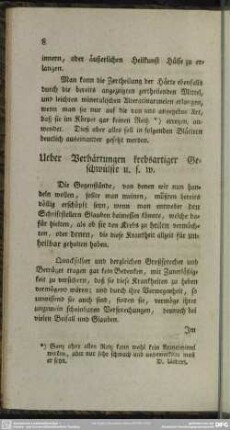 8
innern, oder äußerlichen Heilkunst Hülfe zu er-
langen.
Man kann die Zertheilung der Härte ebenfalls
durch die bereits angezeigten zertheilenden Mittel,
und leichten mineralischen Alterativarzneien erlangen,
wenn man sie nur auf die von uns angezeigte Art,
daß sie im Körper gar keinen Reitz *) erregen, an-
wendet. Dieß aber alles soll in folgenden Blättern
deutlich auseinander gesetzt werden.
Ueber Verhärtungen krebsartiger Ge-
schwülste u. s. w.
Die Gegenstände, von denen wir nun han-
deln wollen, sollte man meinen, müßten bereits
völlig erschöpft seyn, wenn man entweder den
Schriftstellern Glauben beimessen könnte, welche da-
für hielten, als ob sie den Krebs zu heilen vermöch-
ten, oder denen, die diese Krankheit allzeit für un-
heilbar gehalten haben.
Quacksalber und dergleichen Großsprecher und
Betrüger tragen gar kein Bedenken, mit Zuverläßig-
keit zu versichern, daß sie diese Krankheiten zu heben
vermögend wären; und durch ihre Verwegenheit, so
unwissend sie auch sind, finden sie, vermöge ihrer
ungemein scheinbaren Versprechungen, dennoch bei
vielen Beifall und Glauben.
Im
*) Ganz ohne allen Reitz kann wohl kein Arzneimittel
wirken, aber nur sehr schwach und unvermerkt muß
er seyn. D. Uebers.